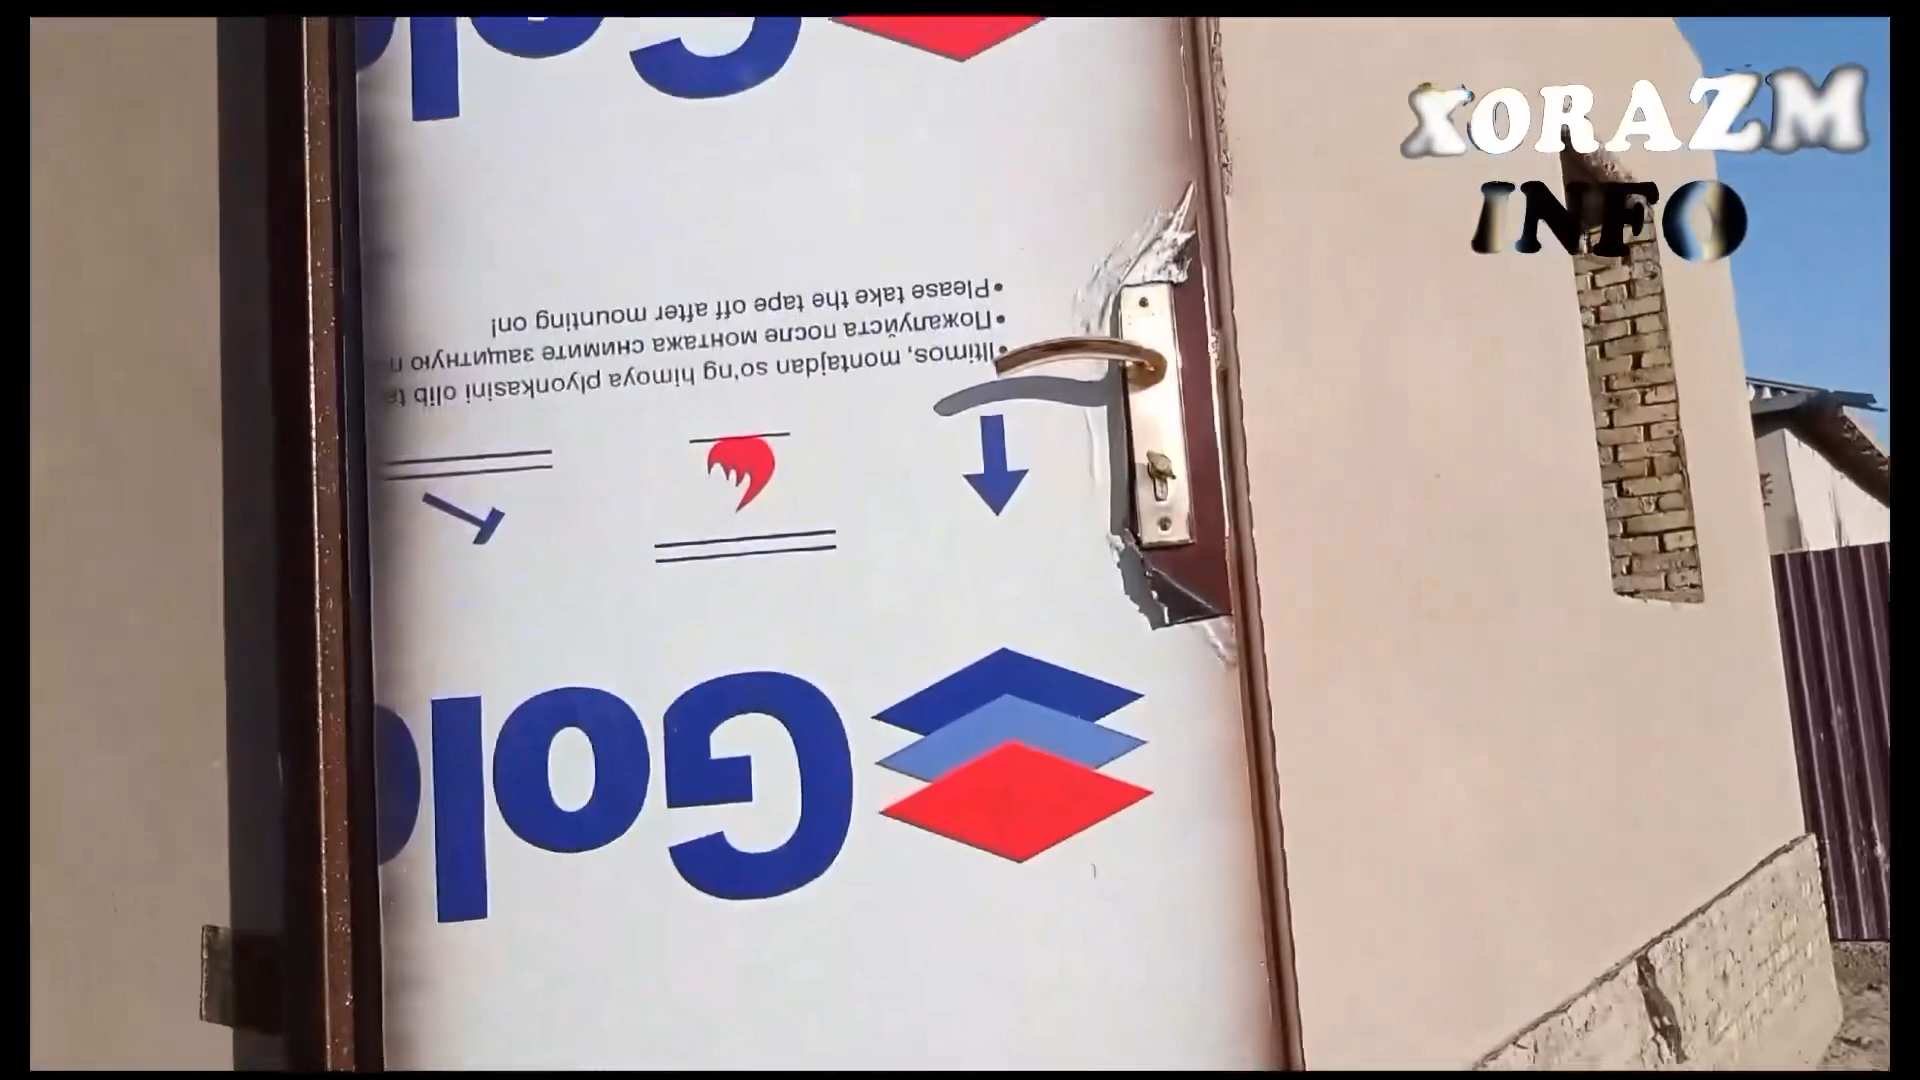 XORAZM
INFO
Gol
•Iltimos, montajdan so'ng himoya plyonkasini olib
•Пожалуйста после монтажа снимите защитную
•Please take the tape off after mounting on!
Gol